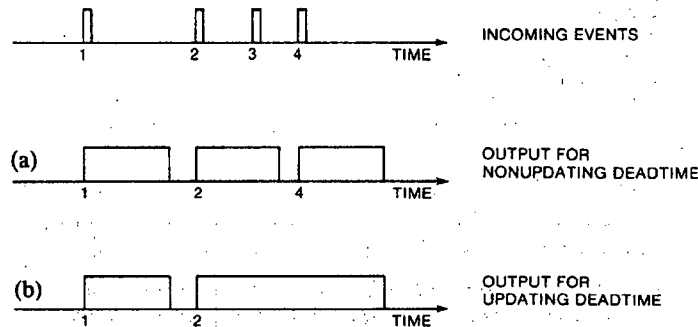 INCOMING EVENTS
1 2 3 4 TIME
(a)
OUTPUT FOR
NONUPDATING DEADTIME
1 2 4 TIME
(b)
OUTPUT FOR
UPDATING DEADTIME
1 2 TIME